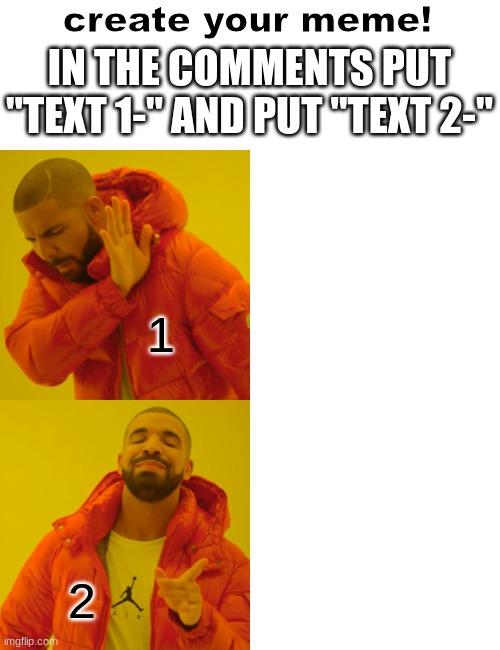 create your meme!
IN THE COMMENTS PUT
"TEXT 1-" AND PUT "TEXT 2-"
1
2
imgflip.com